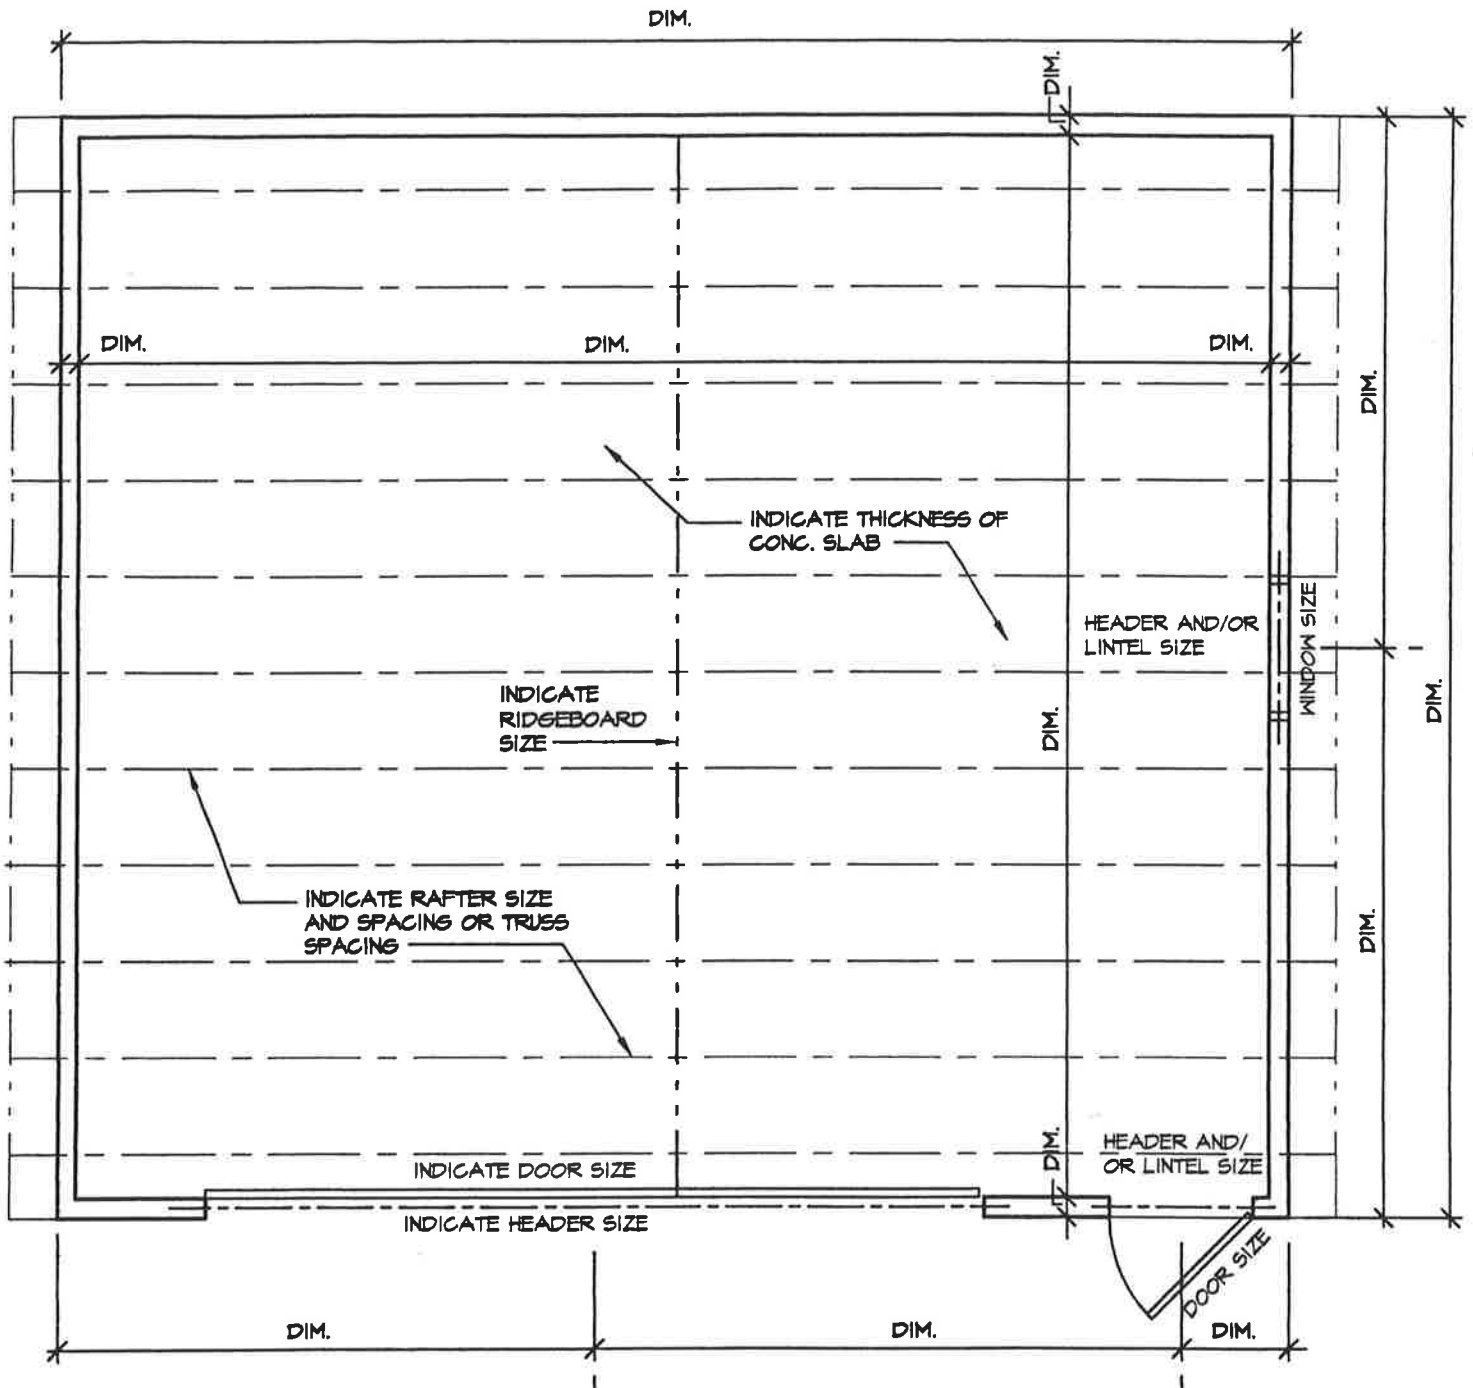 DIM.
DIM.
DIM.
DIM.
DIM.
DIM.
INDICATE THICKNESS OF
CONC. SLAB
HEADER AND/OR
LINTEL SIZE
WINDOW SIZE
INDICATE
RIDGEBOARD
SIZE
DIM.
DIM.
INDICATE RAFTER SIZE
AND SPACING OR TRUSS
SPACING
DIM.
DIM.
HEADER AND/
OR LINTEL SIZE
INDICATE DOOR SIZE
INDICATE HEADER SIZE
DOOR SIZE
DIM.
DIM.
DIM.